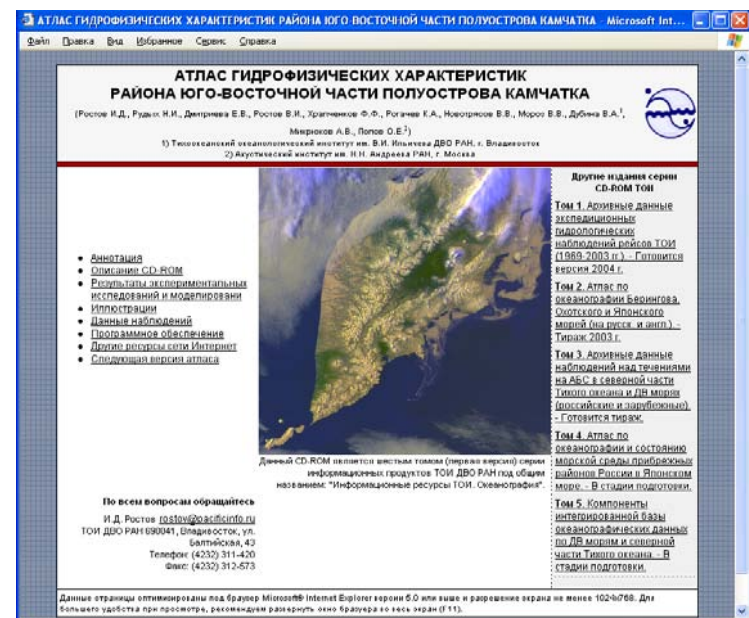 АТЛАС ГИДРОФИЗИЧЕСКИХ ХАРАКТЕРИСТИК РАЙОНА ЮГО-ВОСТОЧНОЙ ЧАСТИ ПОЛУОСТРОВА КАМЧАТКА - Microsoft Int...
Файл Правка Вид Избранное Сервис Справка
АТЛАС ГИДРОФИЗИЧЕСКИХ ХАРАКТЕРИСТИК
РАЙОНА ЮГО-ВОСТОЧНОЙ ЧАСТИ ПОЛУОСТРОВА КАМЧАТКА
(Ростов И.Д., Рудых Н.И., Дмитриева Е.В., Ростов В.И., Храпченков Ф.Ф., Рогачев К.А., Новотрясов В.В., Мороз В.В., Дубина В.А.¹,
Микрюков А.В., Попов О.Е.²)
1) Тихоокеанский океанологический институт им. В.И. Ильичева ДВО РАН, г. Владивосток
2) Акустический институт им. Н.Н. Андреева РАН, г. Москва
Аннотация
Описание CD-ROM
Результаты экспериментальных
исследований и моделировани
Иллюстрации
Данные наблюдений
Программное обеспечение
Другие ресурсы сети Интернет
Следующая версия атласа
Данный CD-ROM является шестым томом (первая версия) серии
информационных продуктов ТОИ ДВО РАН под общим
названием: "Информационные ресурсы ТОИ. Океанография".
По всем вопросам обращайтесь
И.Д. Ростов rostov@pacificinfo.ru
ТОИ ДВО РАН 690041, Владивосток, ул.
Балтийская, 43
Телефон: (4232) 311-420
Факс: (4232) 312-573
Другие издания серии
CD-ROM ТОИ
Том 1. Архивные данные
экспедиционных
гидрологических
наблюдений рейсов ТОИ
(1969-2003 гг.). - Готовится
версия 2004 г.
Том 2. Атлас по
океанографии Берингова,
Охотского и Японского
морей (на русск. и англ.). -
Тираж 2003 г.
Том 3. Архивные данные
наблюдений над течениями
на АБС в северной части
Тихого океана и ДВ морях
(российские и зарубежные).
- Готовится тираж.
Том 4. Атлас по
океанографии и состоянию
морской среды прибрежных
районов России в Японском
море. - В стадии подготовки.
Том 5. Компоненты
интегрированной базы
океанографических данных
по ДВ морям и северной
части Тихого океана. - В
стадии подготовки.
Данные страницы оптимизированы под браузер Microsoft® Internet Explorer версии 5.0 или выше и разрешение экрана не менее 1024x768. Для
большего удобства при просмотре, рекомендуем развернуть окно браузера во весь экран (F11).